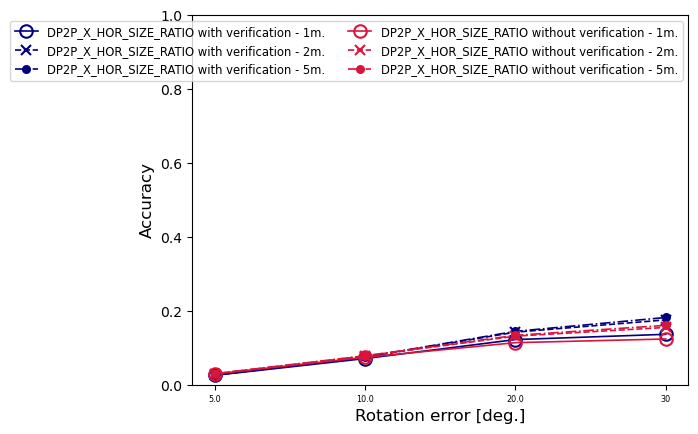 1.0
DP2P_X_HOR_SIZE_RATIO with verification - 1m. DP2P_X_HOR_SIZE_RATIO without verification - 1m.
DP2P_X_HOR_SIZE_RATIO with verification - 2m. DP2P_X_HOR_SIZE_RATIO without verification - 2m.
DP2P_X_HOR_SIZE_RATIO with verification - 5m. DP2P_X_HOR_SIZE_RATIO without verification - 5m.
0.8
0.6
Accuracy
0.4
0.2
0.0
5.0 10.0 20.0 30
Rotation error [deg.]